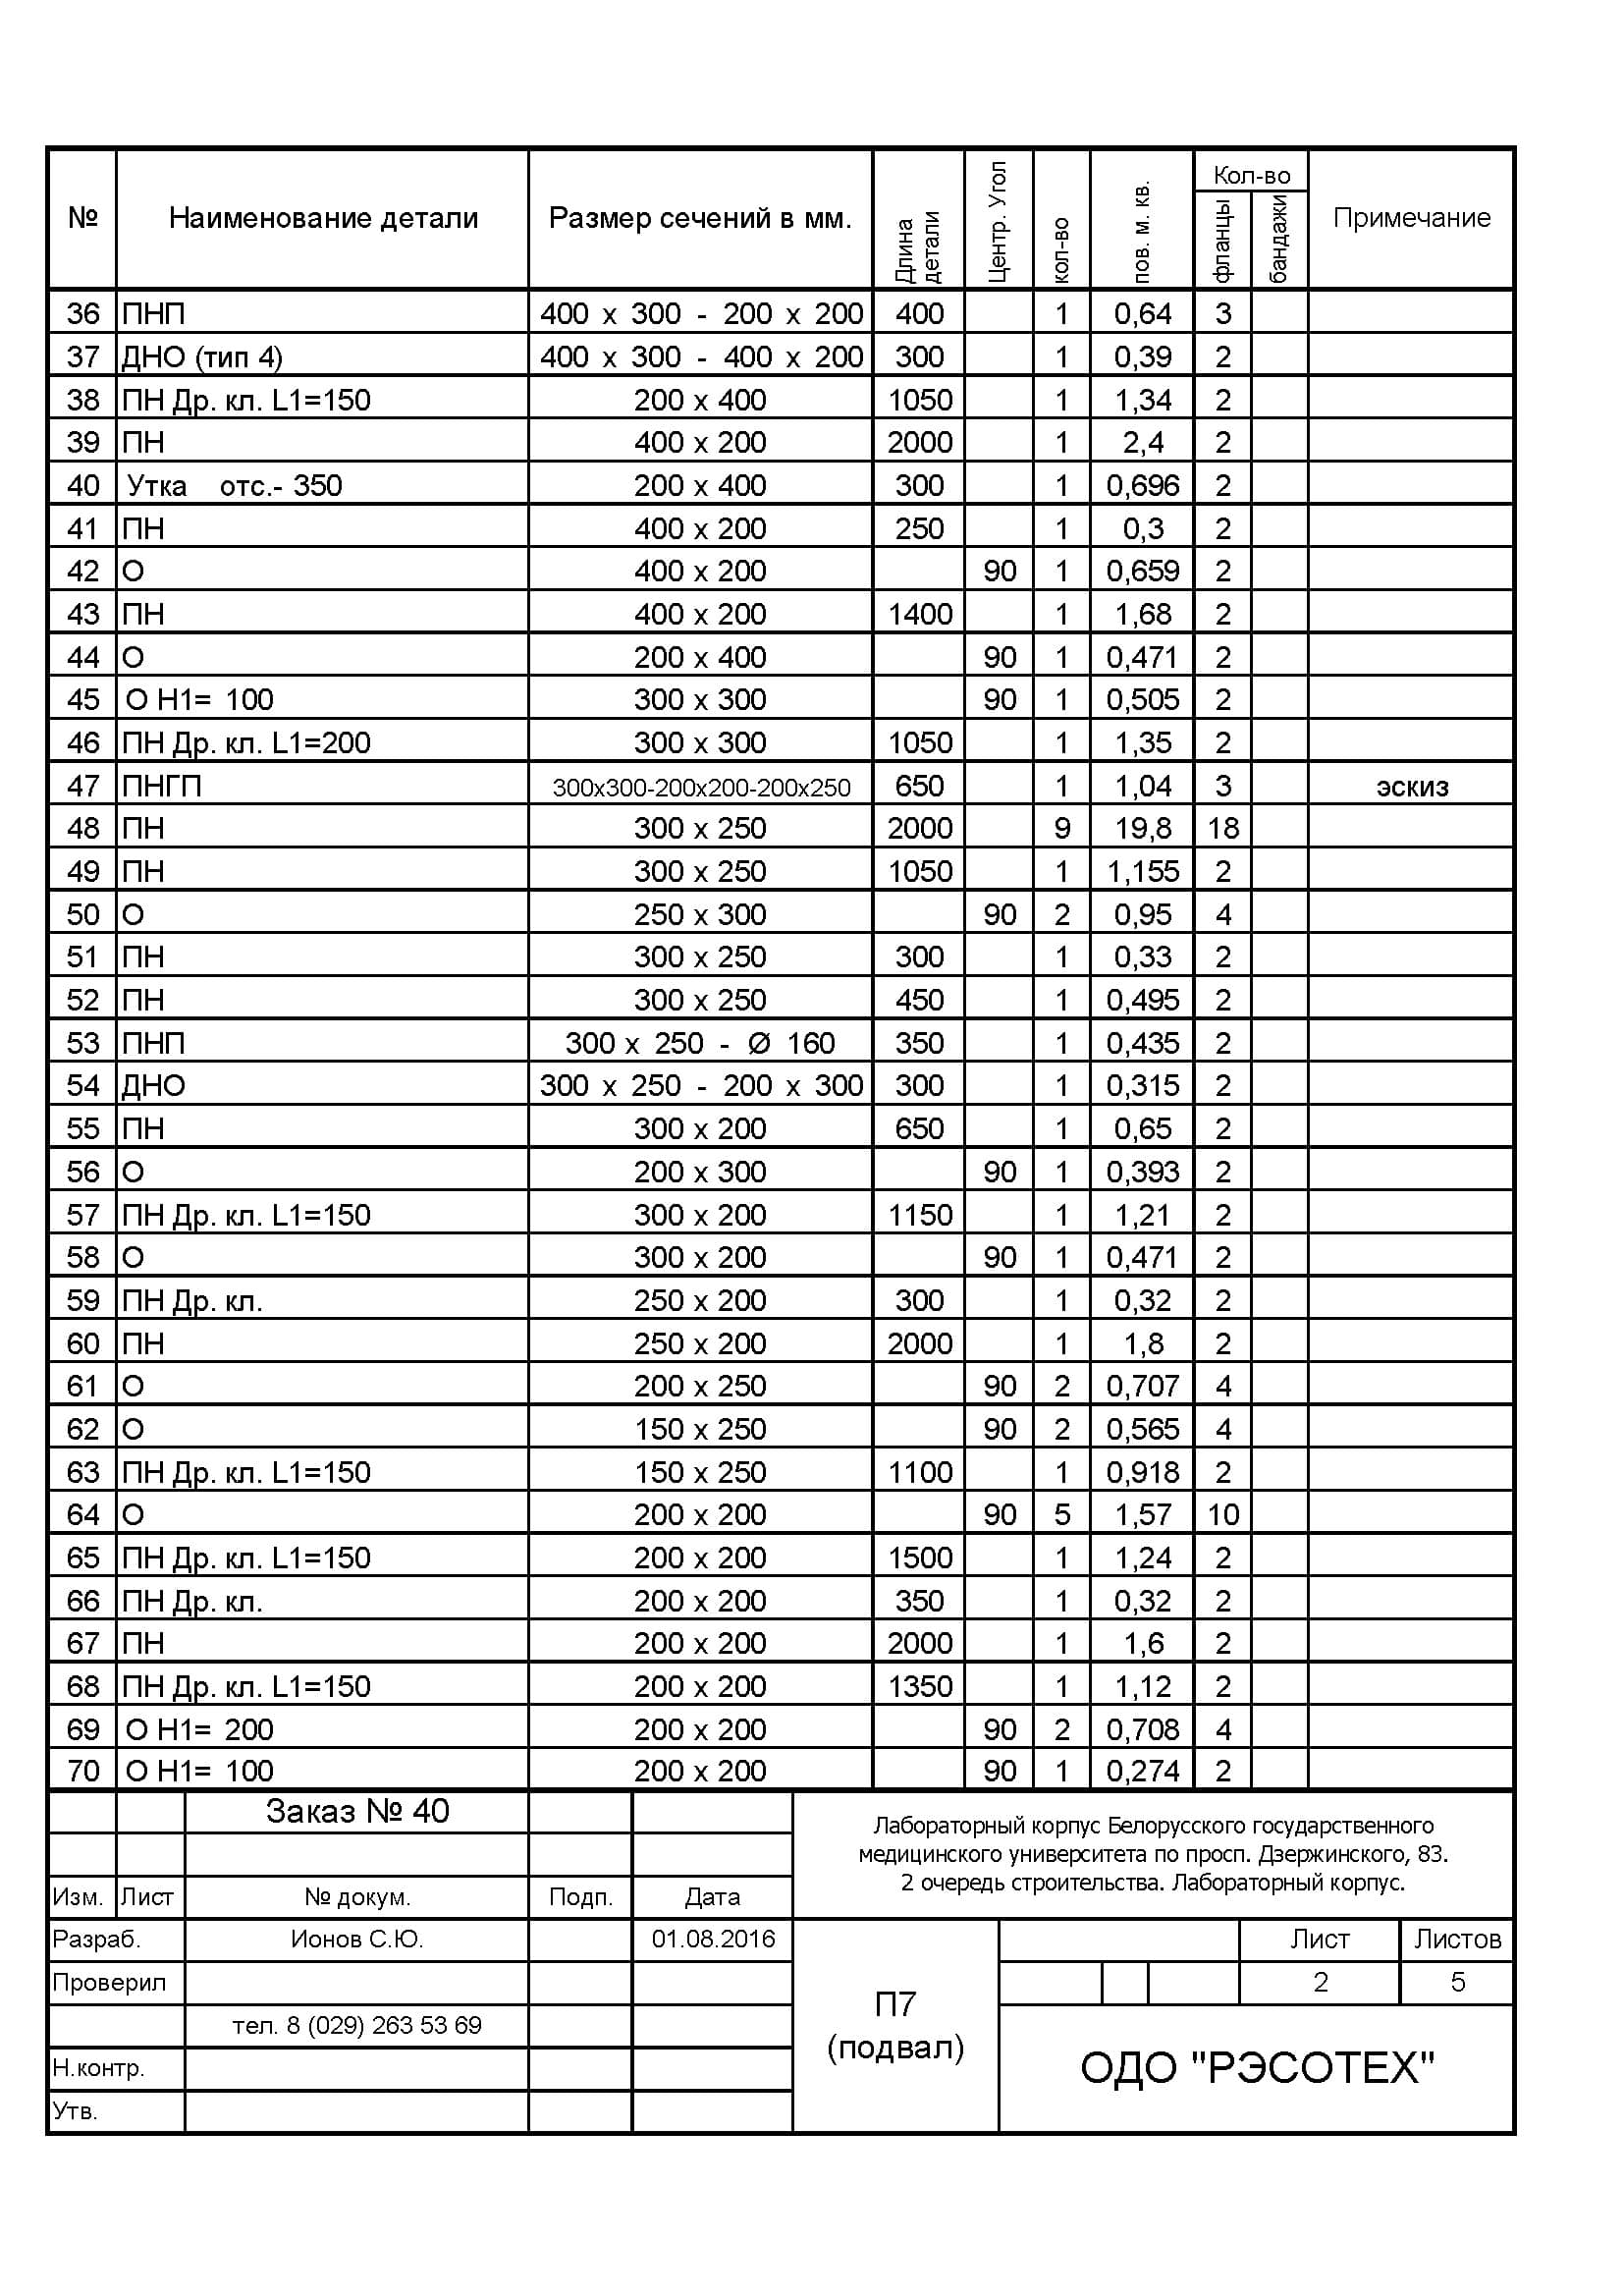 № Наименование детали Размер сечений в мм. Длина детали Центр. Угол кол-во пов. м. кв. Кол-во фланцы бандажи Примечание
36 ПНП 400 х 300 - 200 х 200 400 1 0,64 3
37 ДНО (тип 4) 400 х 300 - 400 х 200 300 1 0,39 2
38 ПН Др. кл. L1=150 200 х 400 1050 1 1,34 2
39 ПН 400 х 200 2000 1 2,4 2
40 Утка отс.- 350 200 х 400 300 1 0,696 2
41 ПН 400 х 200 250 1 0,3 2
42 О 400 х 200 90 1 0,659 2
43 ПН 400 х 200 1400 1 1,68 2
44 О 200 х 400 90 1 0,471 2
45 О Н1= 100 300 х 300 90 1 0,505 2
46 ПН Др. кл. L1=200 300 х 300 1050 1 1,35 2
47 ПНГП 300х300-200х200-200х250 650 1 1,04 3 эскиз
48 ПН 300 х 250 2000 9 19,8 18
49 ПН 300 х 250 1050 1 1,155 2
50 О 250 х 300 90 2 0,95 4
51 ПН 300 х 250 300 1 0,33 2
52 ПН 300 х 250 450 1 0,495 2
53 ПНП 300 х 250 - Ø 160 350 1 0,435 2
54 ДНО 300 х 250 - 200 х 300 300 1 0,315 2
55 ПН 300 х 200 650 1 0,65 2
56 О 200 х 300 90 1 0,393 2
57 ПН Др. кл. L1=150 300 х 200 1150 1 1,21 2
58 О 300 х 200 90 1 0,471 2
59 ПН Др. кл. 250 х 200 300 1 0,32 2
60 ПН 250 х 200 2000 1 1,8 2
61 О 200 х 250 90 2 0,707 4
62 О 150 х 250 90 2 0,565 4
63 ПН Др. кл. L1=150 150 х 250 1100 1 0,918 2
64 О 200 х 200 90 5 1,57 10
65 ПН Др. кл. L1=150 200 х 200 1500 1 1,24 2
66 ПН Др. кл. 200 х 200 350 1 0,32 2
67 ПН 200 х 200 2000 1 1,6 2
68 ПН Др. кл. L1=150 200 х 200 1350 1 1,12 2
69 О Н1= 200 200 х 200 90 2 0,708 4
70 О Н1= 100 200 х 200 90 1 0,274 2
Заказ № 40
Лабораторный корпус Белорусского государственного
медицинского университета по просп. Дзержинского, 83.
2 очередь строительства. Лабораторный корпус.
Изм. Лист № докум. Подп. Дата
Разраб. Ионов С.Ю. 01.08.2016 Лист Листов
Проверил 2 5
П7
(подвал)
тел. 8 (029) 263 53 69
ОДО "РЭСОТЕХ"
Н.контр.
Утв.